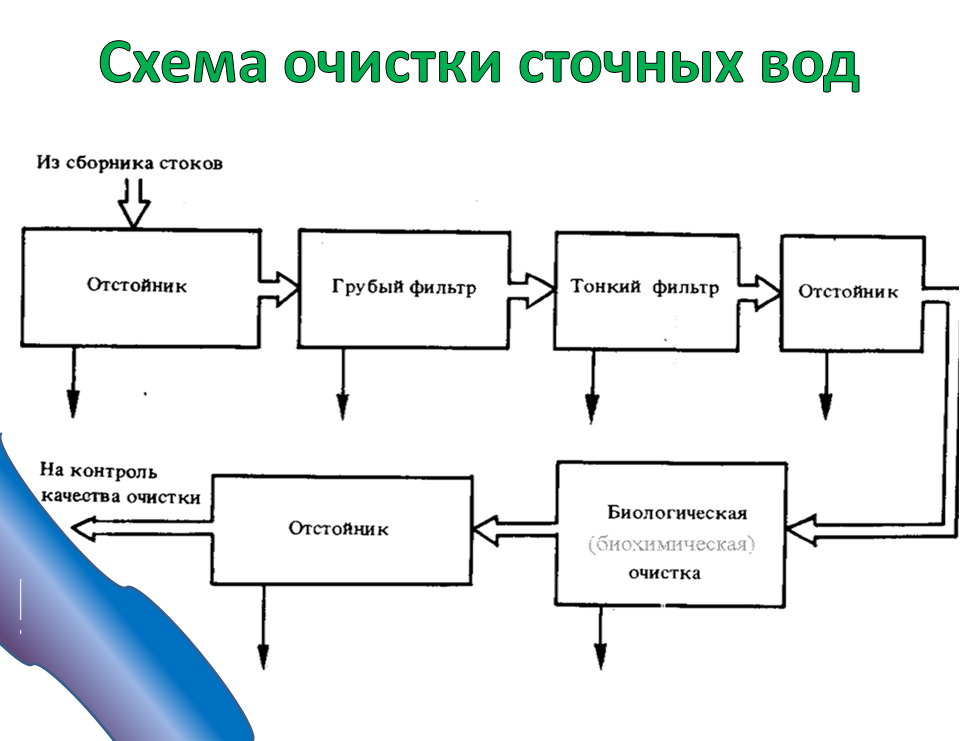 Схема очистки сточных вод
Из сборника стоков
Отстойник
Грубый фильтр
Тонкий фильтр
Отстойник
На контроль
качества очистки
Отстойник
Биологическая
(биохимическая)
очистка